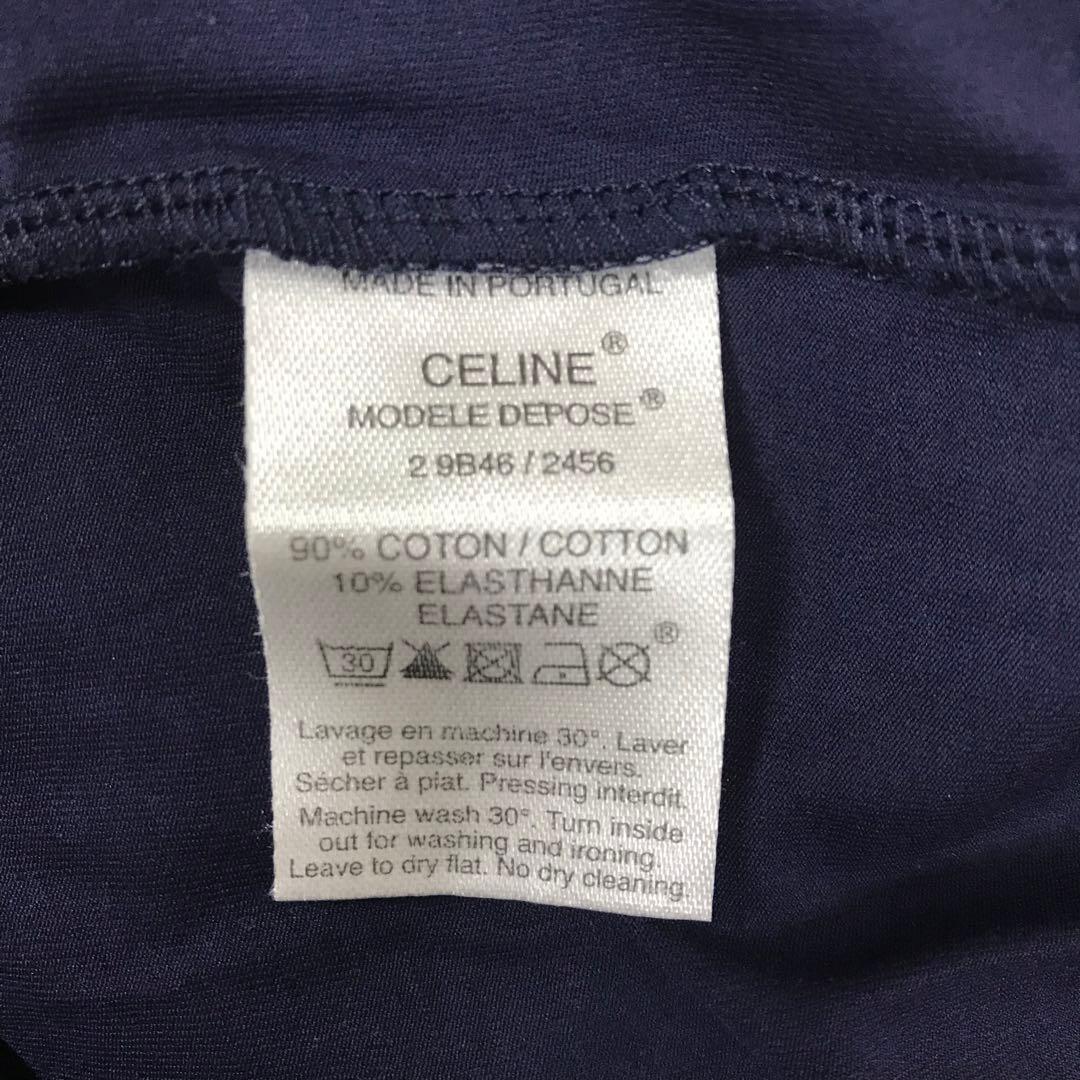 MADE IN PORTUGAL
CELINE®
MODELE DEPOSE®
2 9B46 / 2456
90% COTON / COTTON
10% ELASTHANNE
ELASTANE
30 ®
Lavage en machine 30°. Laver
et repasser sur l'envers.
Sécher à plat. Pressing interdit.
Machine wash 30°. Turn inside
out for washing and ironing.
Leave to dry flat. No dry cleaning.